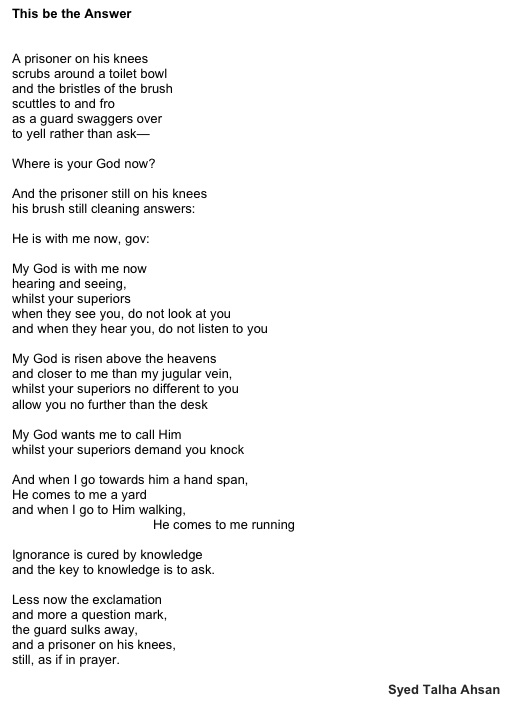 This be the Answer
A prisoner on his knees
scrubs around a toilet bowl
and the bristles of the brush
scuttles to and fro
as a guard swaggers over
to yell rather than ask—
Where is your God now?
And the prisoner still on his knees
his brush still cleaning answers:
He is with me now, gov:
My God is with me now
hearing and seeing,
whilst your superiors
when they see you, do not look at you
and when they hear you, do not listen to you
My God is risen above the heavens
and closer to me than my jugular vein,
whilst your superiors no different to you
allow you no further than the desk
My God wants me to call Him
whilst your superiors demand you knock
And when I go towards him a hand span,
He comes to me a yard
and when I go to Him walking,
He comes to me running
Ignorance is cured by knowledge
and the key to knowledge is to ask.
Less now the exclamation
and more a question mark,
the guard sulks away,
and a prisoner on his knees,
still, as if in prayer.
Syed Talha Ahsan